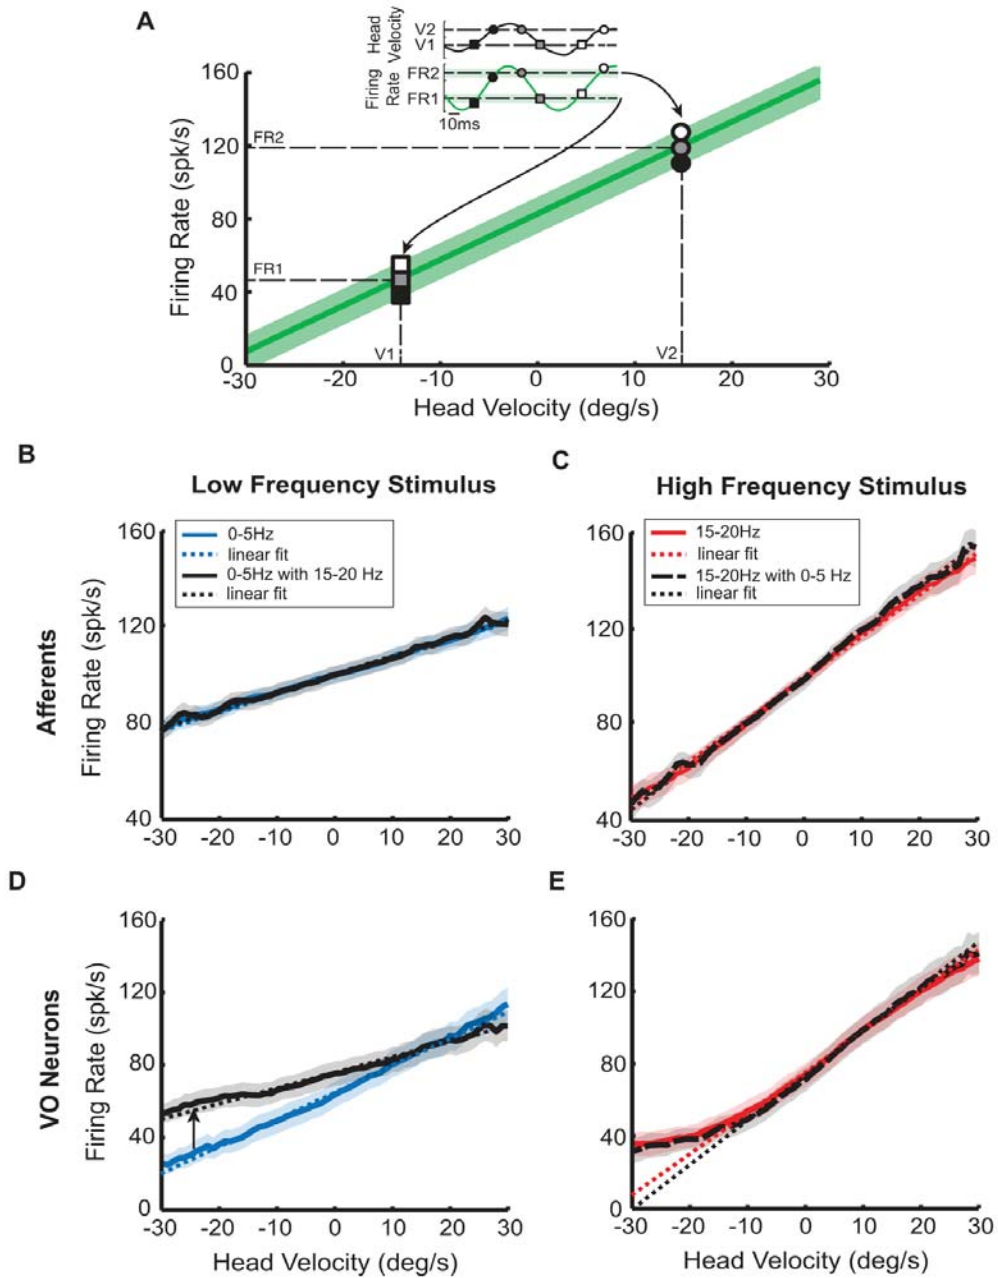 A
Head Velocity
V2
V1
Firing Rate
FR2
FR1
10ms
160
120
80
40
0
FR2
FR1
V1
V2
-30
-20
-10
0
10
20
30
Firing Rate (spk/s)
Head Velocity (deg/s)
B
Low Frequency Stimulus
0-5Hz
linear fit
0-5Hz with 15-20 Hz
linear fit
160
120
80
40
-30
-20
-10
0
10
20
30
Afferents
Firing Rate (spk/s)
C
High Frequency Stimulus
15-20Hz
linear fit
15-20Hz with 0-5 Hz
linear fit
160
120
80
40
-30
-20
-10
0
10
20
30
D
160
120
80
40
0
-30
-20
-10
0
10
20
30
VO Neurons
Firing Rate (spk/s)
Head Velocity (deg/s)
E
160
120
80
40
0
-30
-20
-10
0
10
20
30
Head Velocity (deg/s)